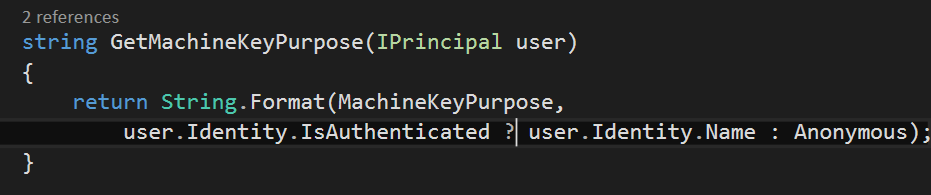 2 references
string GetMachineKeyPurpose(IPrincipal user)
{
    return String.Format(MachineKeyPurpose,
        user.Identity.IsAuthenticated ? user.Identity.Name : Anonymous);
}